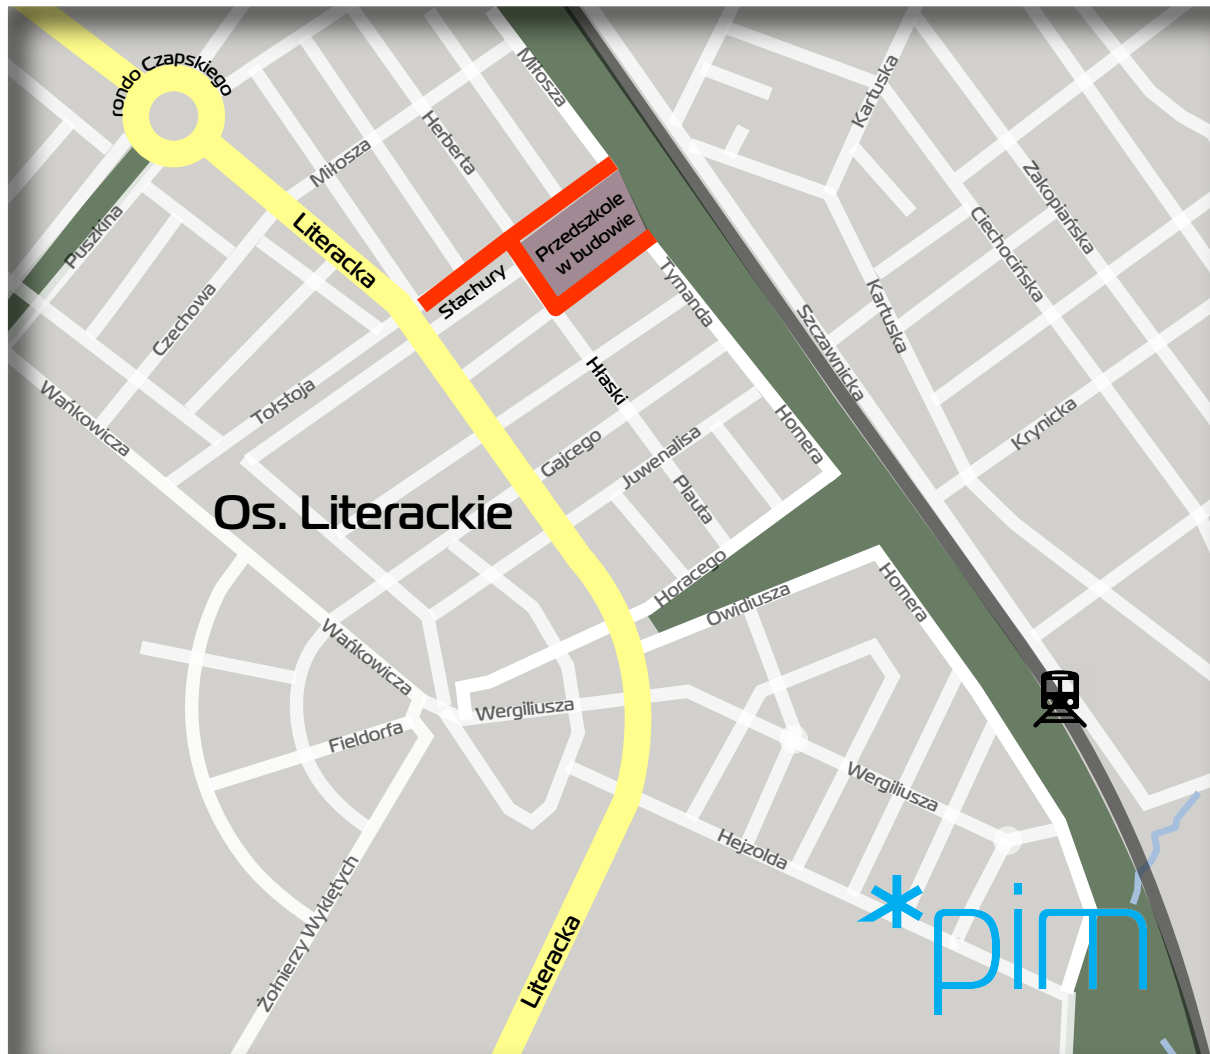 rondo Czapskiego
Miłosza
Kartuska
Herberta
Miłosza
Zakopiańska
Puszkina
Literacka
Przedszkole
w budowie
Ciechocińska
Stachury
Tymanda
Czechowa
Szczawnicka
Kartuska
Hłaski
Wańkowicza
Tołstoja
Homera
Krynicka
Gajcego
Juwenalisa
Plauta
Os. Literackie
Horacego
Owidiusza
Homera
Wańkowicza
Wergiliusza
Fieldorfa
Wergiliusza
Hejzolda
Żołnierzy Wyklętych
Literacka
*pim